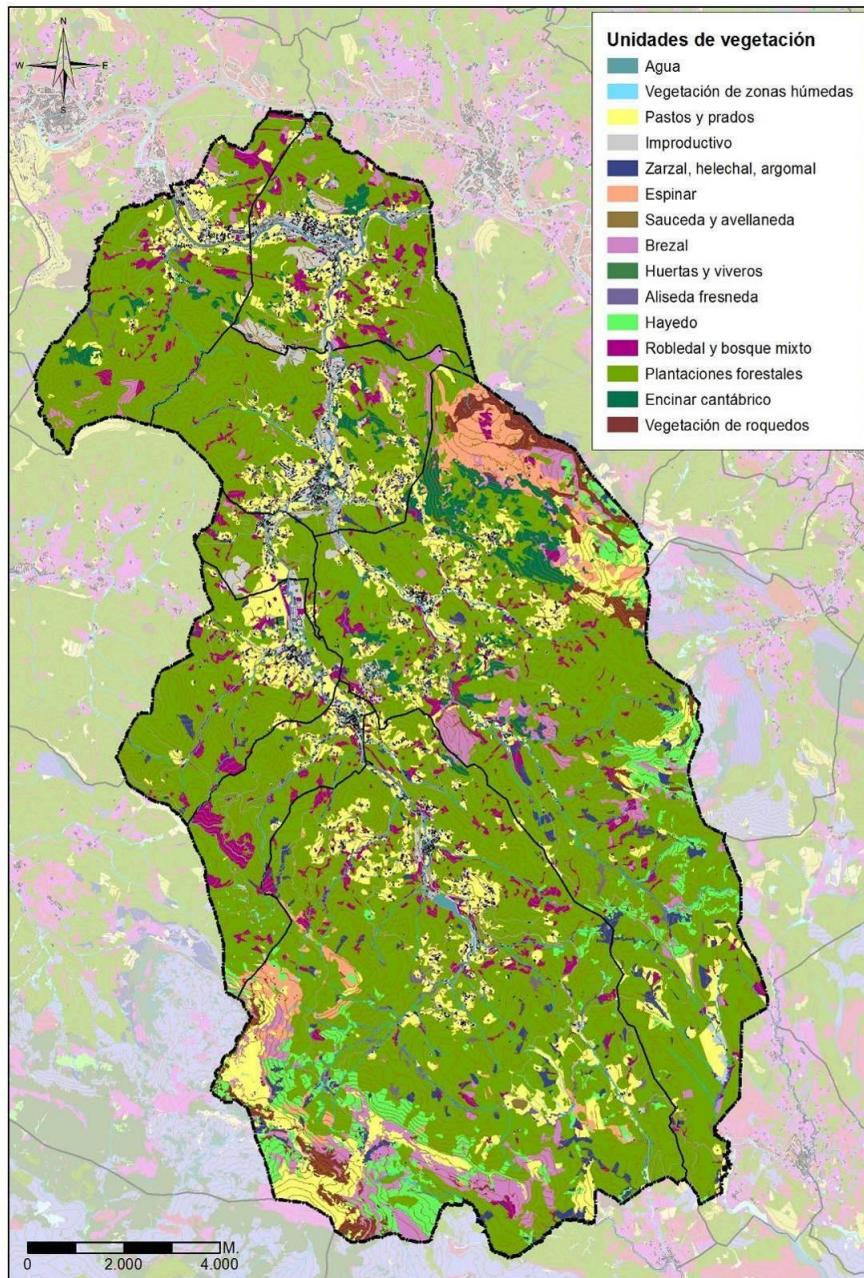 N
W E
S
Unidades de vegetación
Agua
Vegetación de zonas húmedas
Pastos y prados
Improductivo
Zarzal, helechal, argomal
Espinar
Sauceda y avellaneda
Brezal
Huertas y viveros
Aliseda fresneda
Hayedo
Robledal y bosque mixto
Plantaciones forestales
Encinar cantábrico
Vegetación de roquedos
M.
0 2.000 4.000